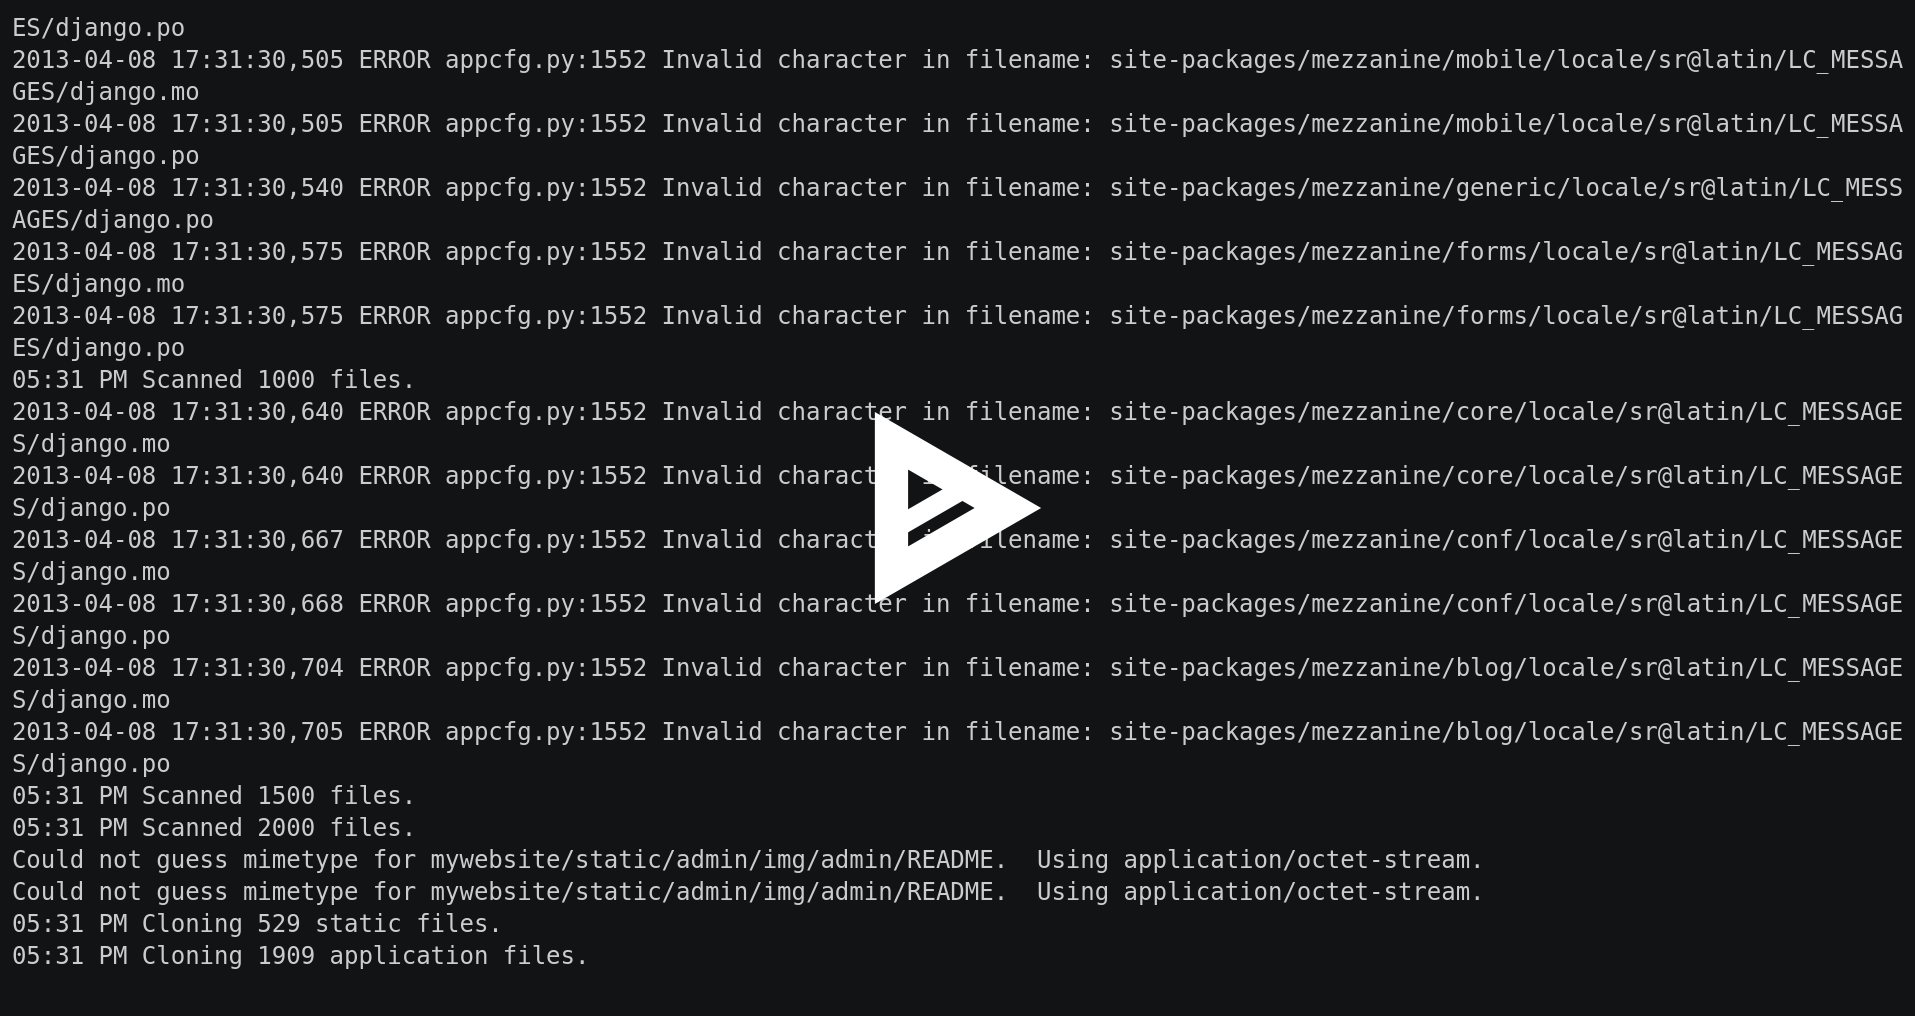 ES/django.po
2013-04-08 17:31:30,505 ERROR appcfg.py:1552 Invalid character in filename: site-packages/mezzanine/mobile/locale/sr@latin/LC_MESSA
GES/django.mo
2013-04-08 17:31:30,505 ERROR appcfg.py:1552 Invalid character in filename: site-packages/mezzanine/mobile/locale/sr@latin/LC_MESSA
GES/django.po
2013-04-08 17:31:30,540 ERROR appcfg.py:1552 Invalid character in filename: site-packages/mezzanine/generic/locale/sr@latin/LC_MESS
AGES/django.po
2013-04-08 17:31:30,575 ERROR appcfg.py:1552 Invalid character in filename: site-packages/mezzanine/forms/locale/sr@latin/LC_MESSAG
ES/django.mo
2013-04-08 17:31:30,575 ERROR appcfg.py:1552 Invalid character in filename: site-packages/mezzanine/forms/locale/sr@latin/LC_MESSAG
ES/django.po
05:31 PM Scanned 1000 files.
2013-04-08 17:31:30,640 ERROR appcfg.py:1552 Invalid character in filename: site-packages/mezzanine/core/locale/sr@latin/LC_MESSAGE
S/django.mo
2013-04-08 17:31:30,640 ERROR appcfg.py:1552 Invalid filename: site-packages/mezzanine/core/locale/sr@latin/LC_MESSAGE
S/django.po
2013-04-08 17:31:30,667 ERROR appcfg.py:1552 Invalid site-packages/mezzanine/conf/locale/sr@latin/LC_MESSAGE
S/django.mo
2013-04-08 17:31:30,668 ERROR appcfg.py:1552 Invalid character in filename: site-packages/mezzanine/conf/locale/sr@latin/LC_MESSAGE
S/django.po
2013-04-08 17:31:30,704 ERROR appcfg.py:1552 Invalid character in filename: site-packages/mezzanine/blog/locale/sr@latin/LC_MESSAGE
S/django.mo
2013-04-08 17:31:30,705 ERROR appcfg.py:1552 Invalid character in filename: site-packages/mezzanine/blog/locale/sr@latin/LC_MESSAGE
S/django.po
05:31 PM Scanned 1500 files.
05:31 PM Scanned 2000 files.
Could not guess mimetype for mywebsite/static/admin/img/admin/README.  Using application/octet-stream.
Could not guess mimetype for mywebsite/static/admin/img/admin/README.  Using application/octet-stream.
05:31 PM Cloning 529 static files.
05:31 PM Cloning 1909 application files.